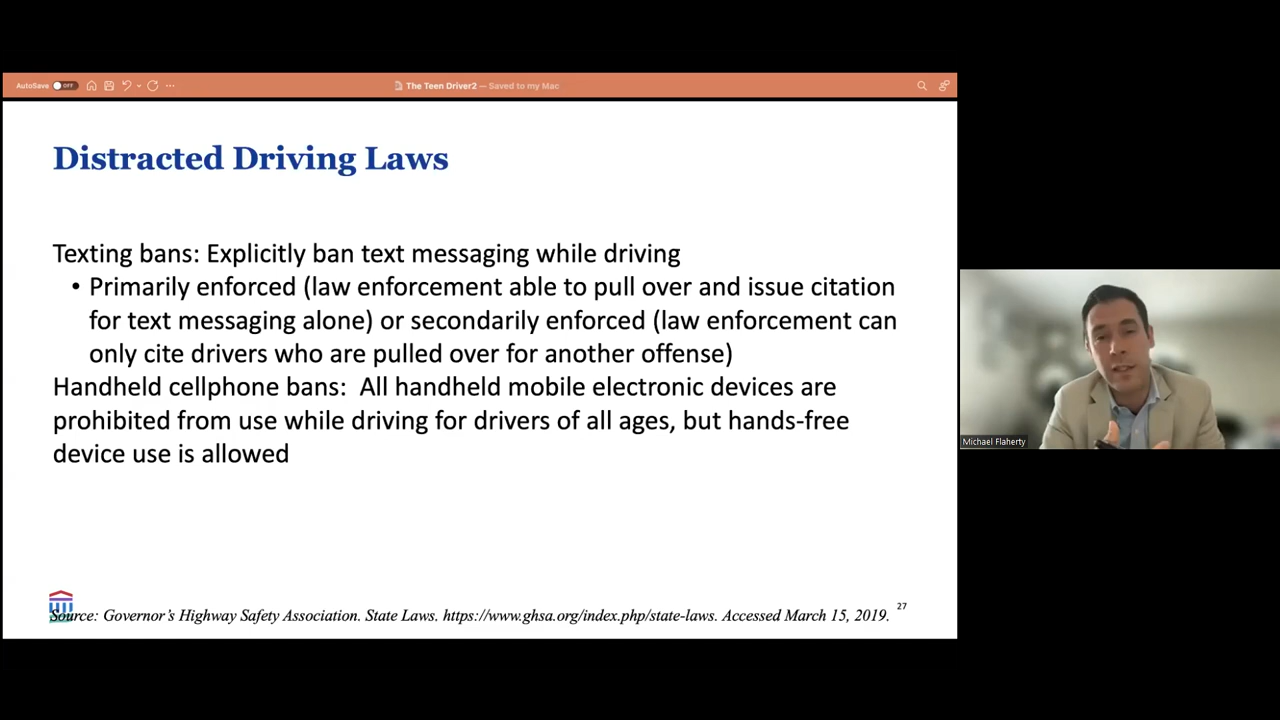 AutoSave OFF
The Teen Driver2 — Saved to my Mac
Distracted Driving Laws
Texting bans: Explicitly ban text messaging while driving
• Primarily enforced (law enforcement able to pull over and issue citation
for text messaging alone) or secondarily enforced (law enforcement can
only cite drivers who are pulled over for another offense)
Handheld cellphone bans:  All handheld mobile electronic devices are
prohibited from use while driving for drivers of all ages, but hands-free
device use is allowed
Michael Flaherty
Source: Governor’s Highway Safety Association. State Laws. https://www.ghsa.org/index.php/state-laws. Accessed March 15, 2019.
27